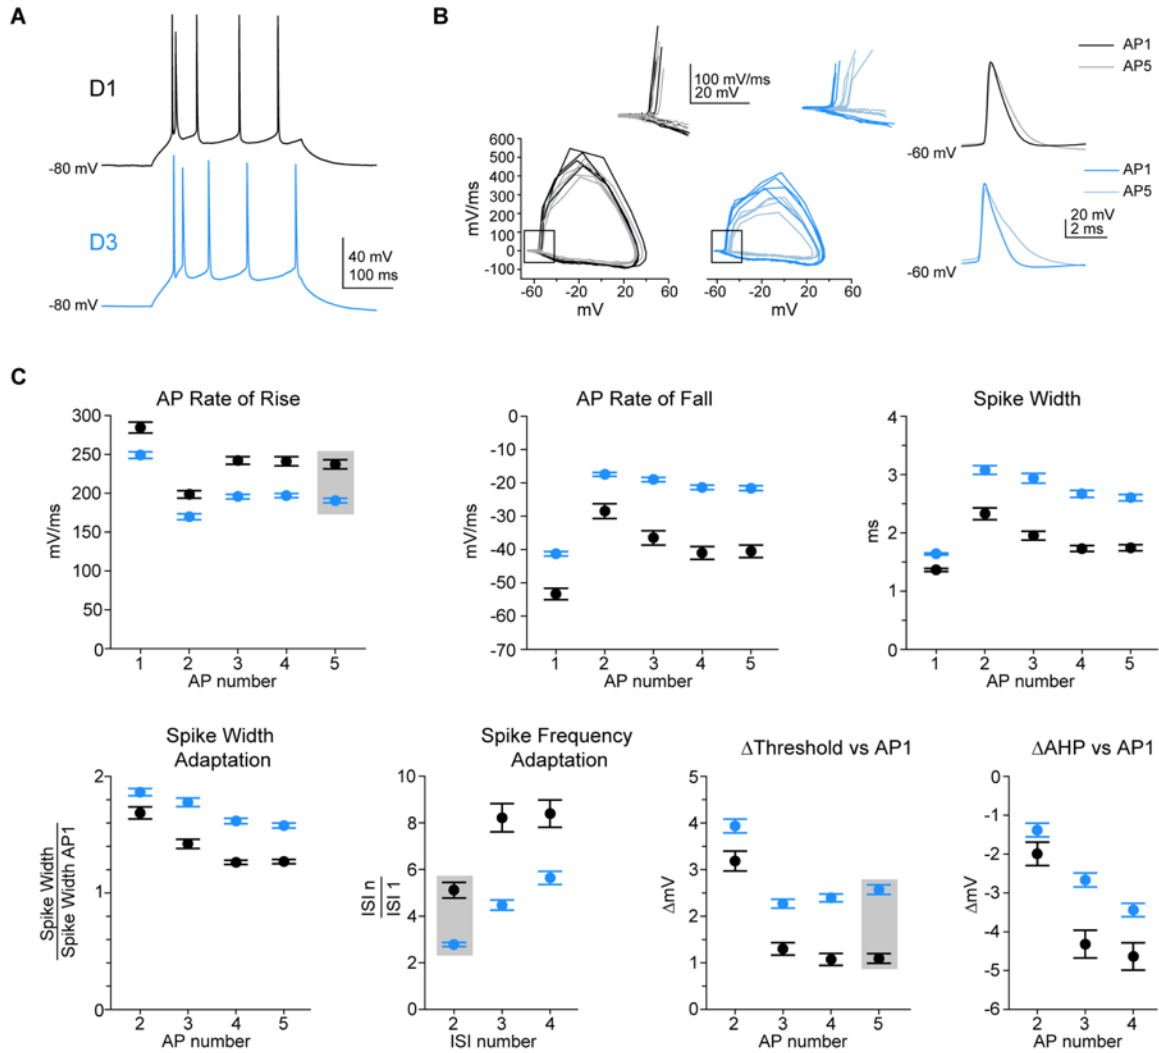 A
D1
-80 mV
D3
-80 mV
40 mV
100 ms
B
100 mV/ms
20 mV
AP1
AP5
-60 mV
AP1
AP5
20 mV
2 ms
-60 mV
600
500
400
300
200
100
0
-100
mV/ms
-60
-20
20
60
mV
-60
-20
20
60
mV
C
AP Rate of Rise
300
250
200
150
100
50
0
mV/ms
1 2 3 4 5
AP number
AP Rate of Fall
0
-10
-20
-30
-40
-50
-60
-70
mV/ms
1 2 3 4 5
AP number
Spike Width
4
3
2
1
0
ms
1 2 3 4 5
AP number
Spike Width
Adaptation
2
1
0
Spike Width
Spike Width AP1
2 3 4 5
AP number
Spike Frequency
Adaptation
10
8
6
4
2
0
ISI n
ISI 1
2 3 4
ISI number
ΔThreshold vs AP1
5
4
3
2
1
0
ΔmV
2 3 4 5
AP number
ΔAHP vs AP1
0
-1
-2
-3
-4
-5
-6
ΔmV
2 3 4
AP number